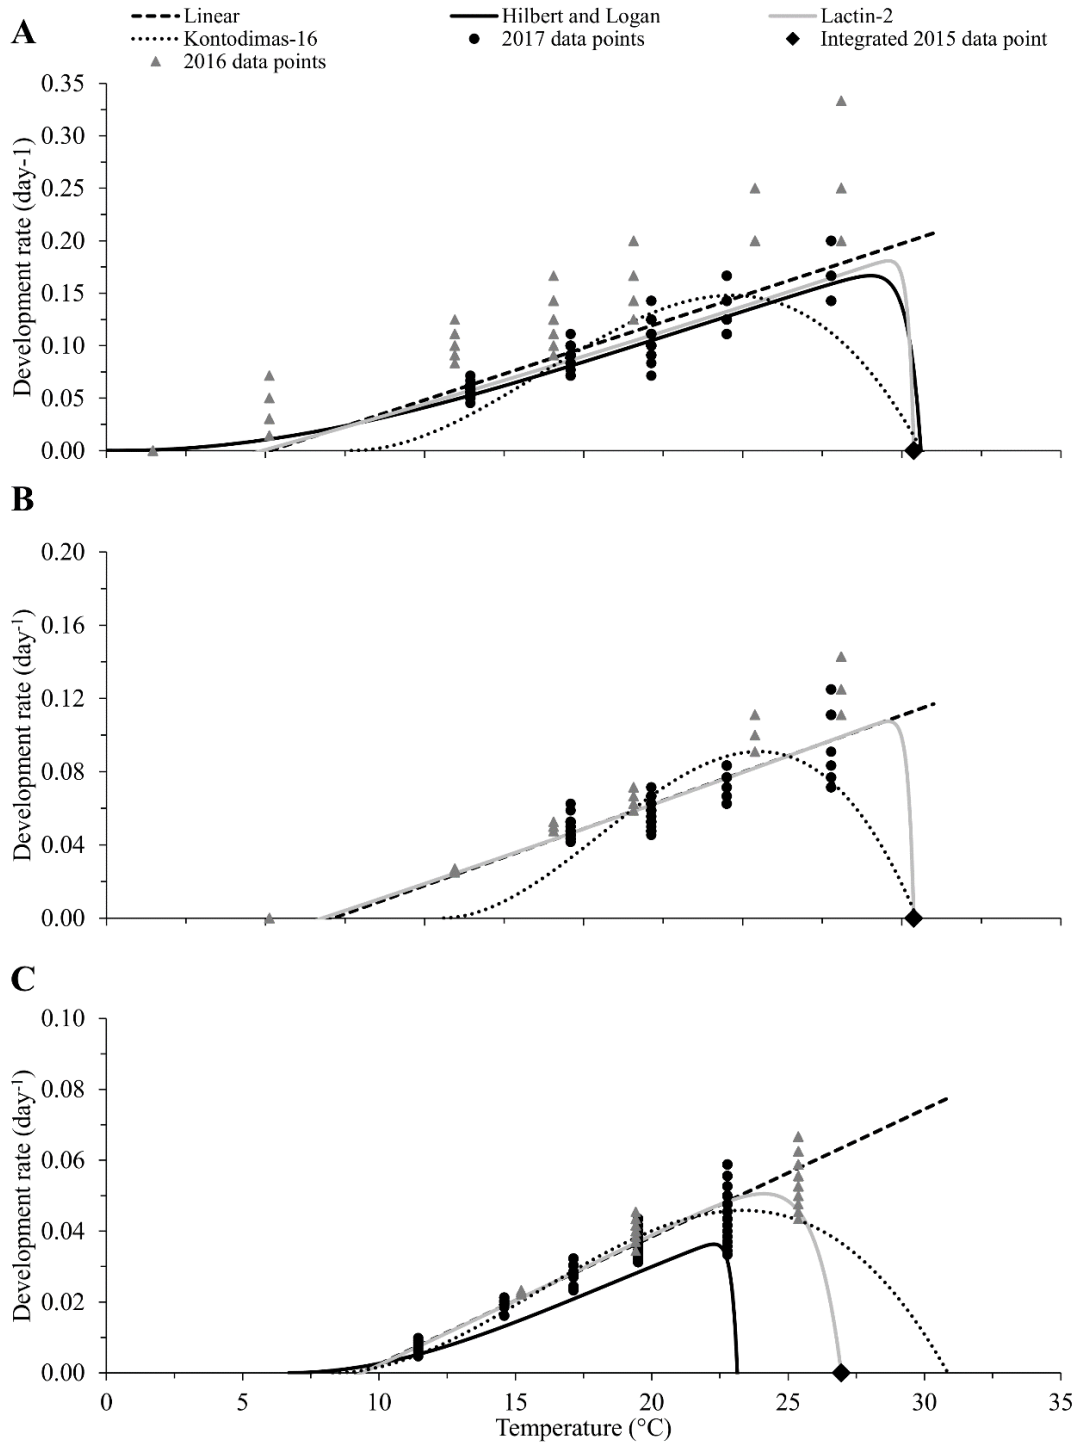 A
Linear
Hilbert and Logan
Lactin-2
Kontodimas-16
2017 data points
Integrated 2015 data point
2016 data points
Development rate (day-1)
0.35
0.30
0.25
0.20
0.15
0.10
0.05
0.00
B
Development rate (day⁻¹)
0.20
0.16
0.12
0.08
0.04
0.00
C
Development rate (day⁻¹)
0.10
0.08
0.06
0.04
0.02
0.00
0 5 10 15 20 25 30 35
Temperature (°C)